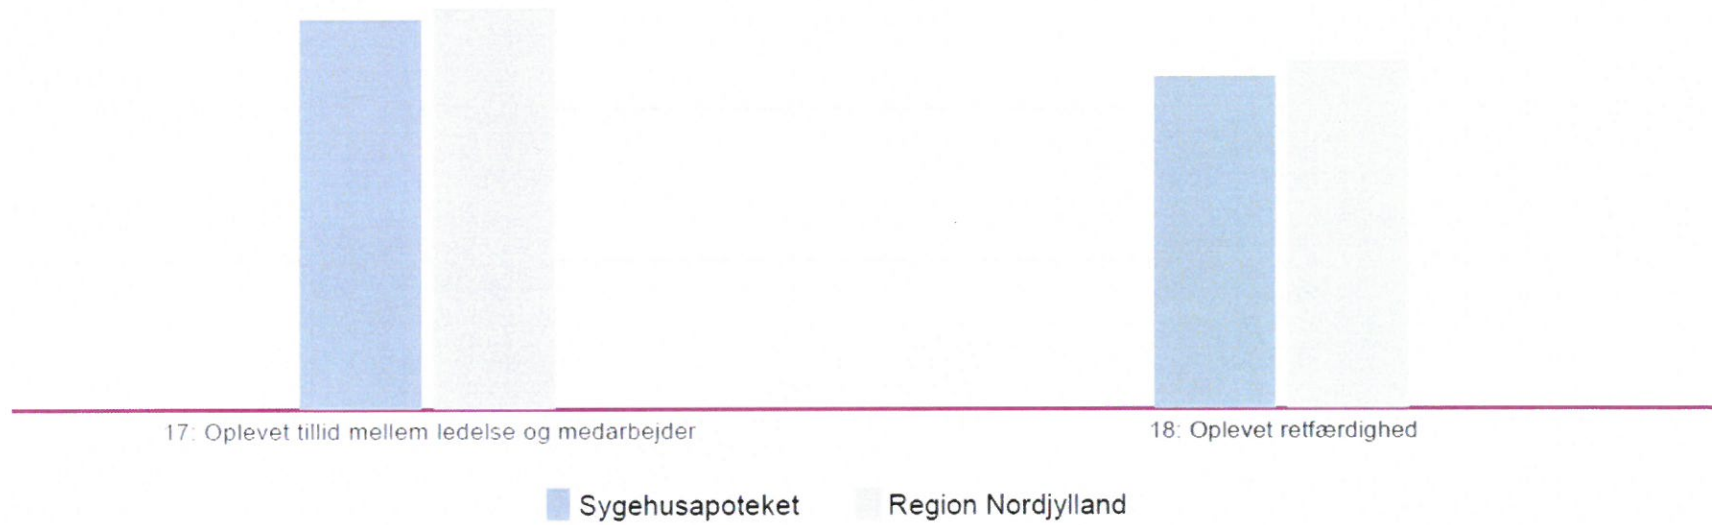 17: Oplevet tillid mellem ledelse og medarbejder
18: Oplevet retfærdighed
Sygehusapoteket
Region Nordjylland